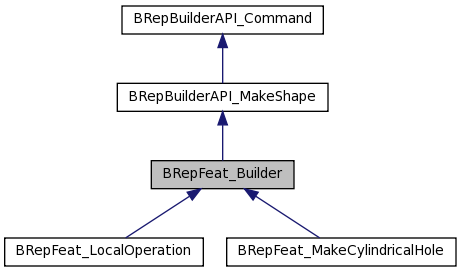 BRepBuilderAPI_Command
BRepBuilderAPI_MakeShape
BRepFeat_Builder
BRepFeat_LocalOperation
BRepFeat_MakeCylindricalHole